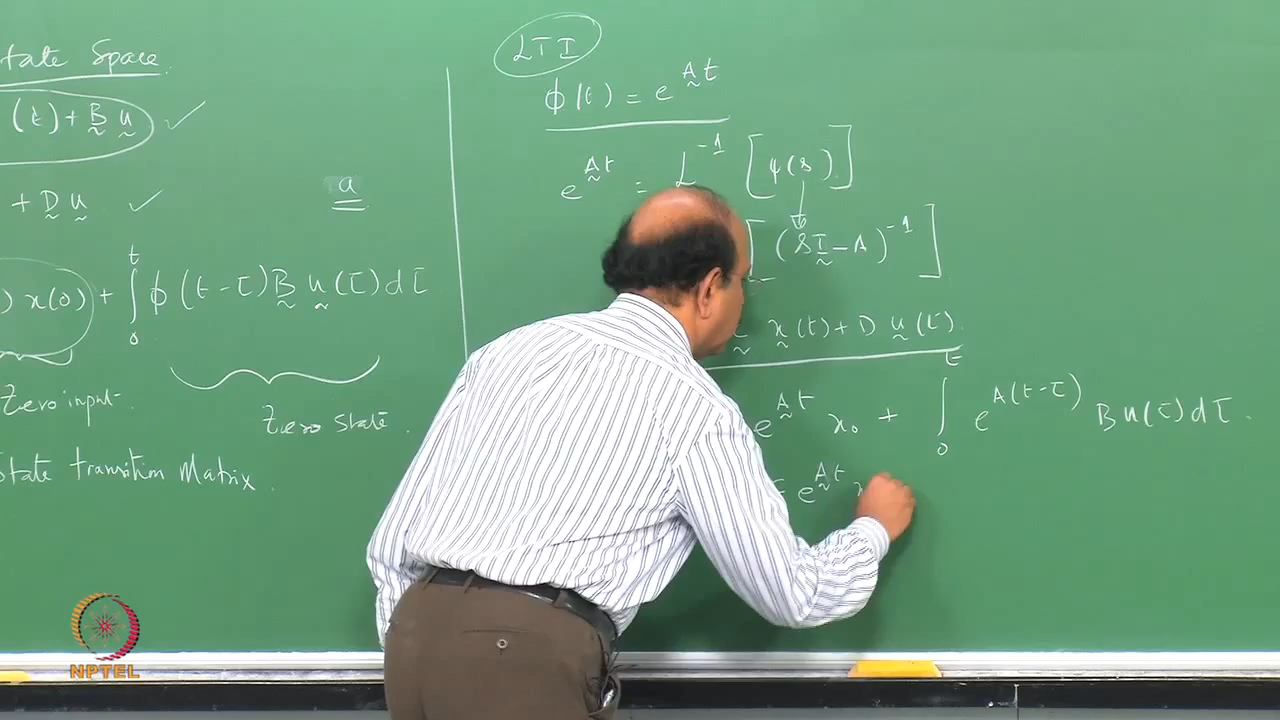 tate Space
(t) + B u
+ D u
a
) x(0) + ∫₀ᵗ φ(t-τ) B u(τ) dτ
Zero input.
Zero state.
State transition Matrix.
LTI
φ(t) = e^{At}
e^{At} = L^{-1} [ψ(s)]
[(sI - A)^{-1}]
x(t) + D u(t).
e^{At} x₀ + ∫₀ᵗ e^{A(t-τ)} B u(τ) dτ.
= e^{At}
NPTEL